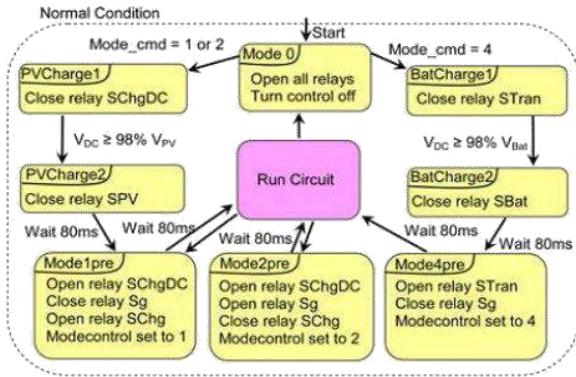 Normal Condition
Start
Mode_cmd = 1 or 2
Mode_cmd = 4
Mode 0
Open all relays
Turn control off
PVCharge1
Close relay SChgDC
BatCharge1
Close relay STran
V_DC ≥ 98% V_PV
V_DC ≥ 98% V_Bat
Run Circuit
PVCharge2
Close relay SPV
BatCharge2
Close relay SBat
Wait 80ms
Wait 80ms
Wait 80ms
Wait 80ms
Wait 80ms
Mode1pre
Open relay SChgDC
Close relay Sg
Open relay SChg
Modecontrol set to 1
Mode2pre
Open relay SChgDC
Open relay Sg
Close relay SChg
Modecontrol set to 2
Mode4pre
Open relay STran
Close relay Sg
Modecontrol set to 4